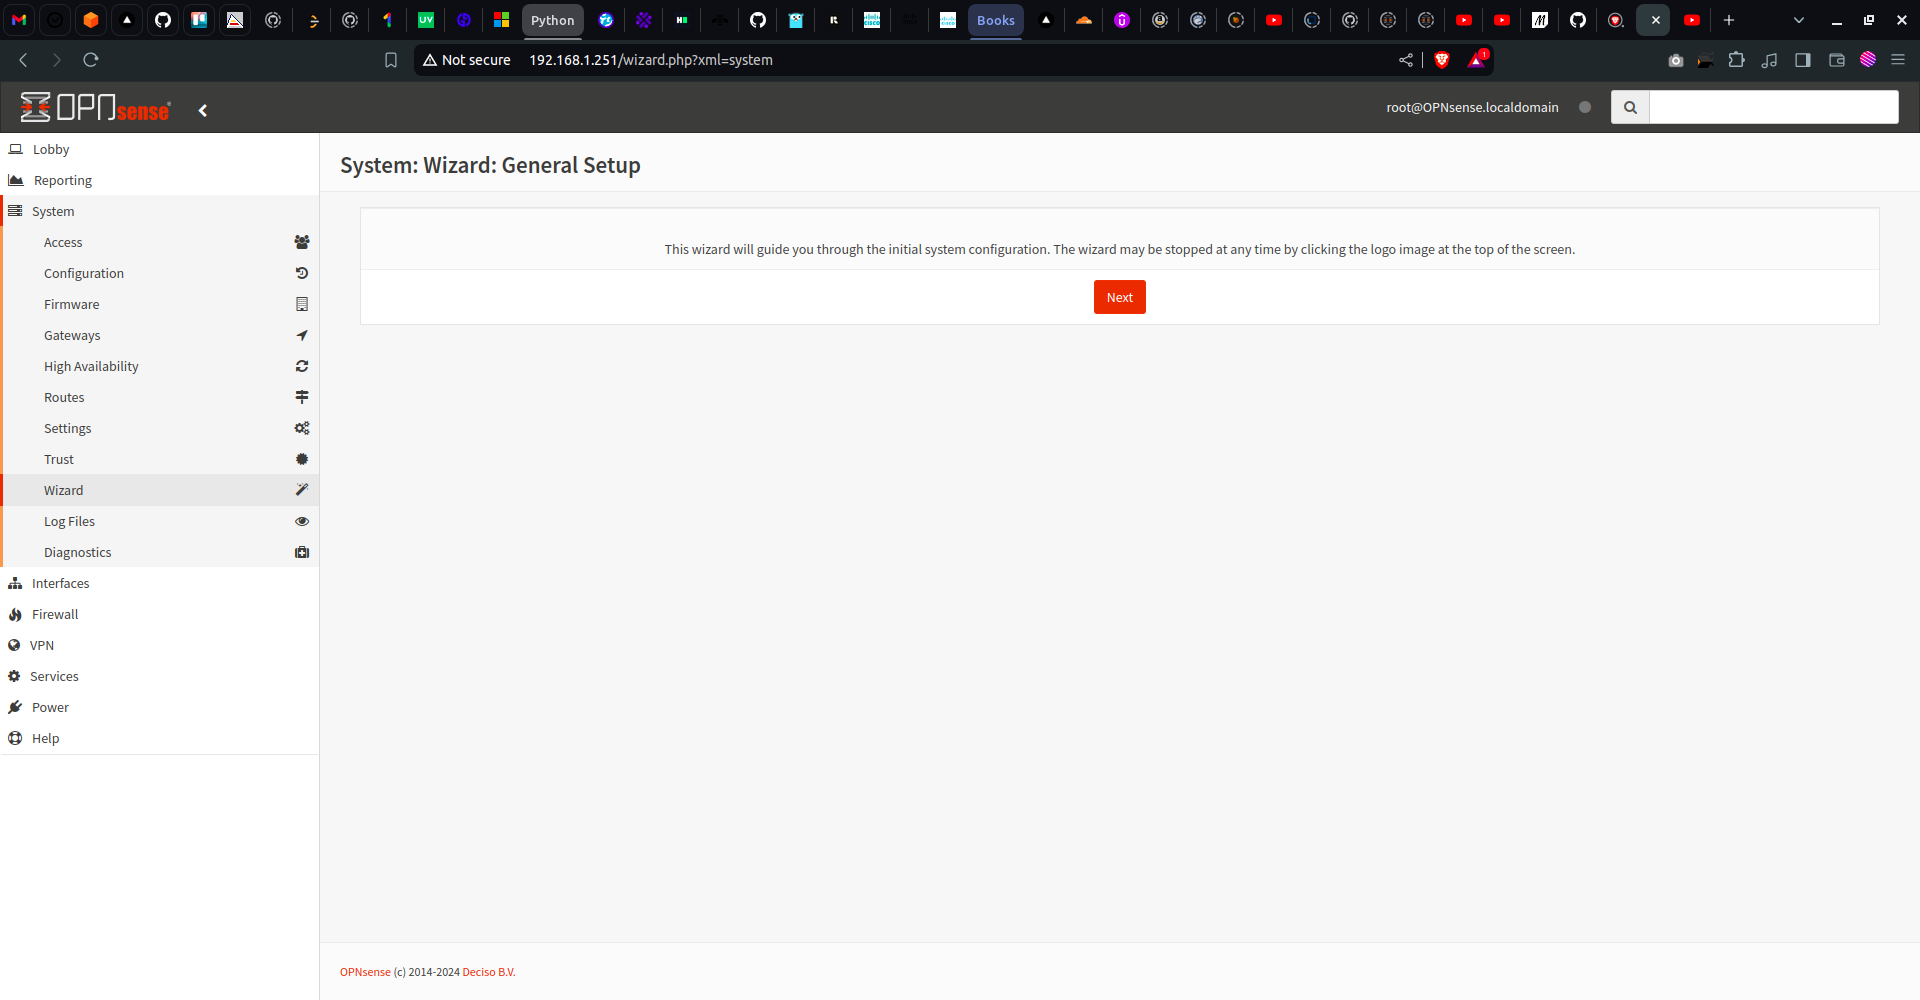 UV
Python
HI
CISCO
Books
Not secure 192.168.1.251/wizard.php?xml=system
1
OPNsense
root@OPNsense.localdomain
Lobby
Reporting
System
Access
Configuration
Firmware
Gateways
High Availability
Routes
Settings
Trust
Wizard
Log Files
Diagnostics
Interfaces
Firewall
VPN
Services
Power
Help
System: Wizard: General Setup
This wizard will guide you through the initial system configuration. The wizard may be stopped at any time by clicking the logo image at the top of the screen.
Next
OPNsense (c) 2014-2024 Deciso B.V.